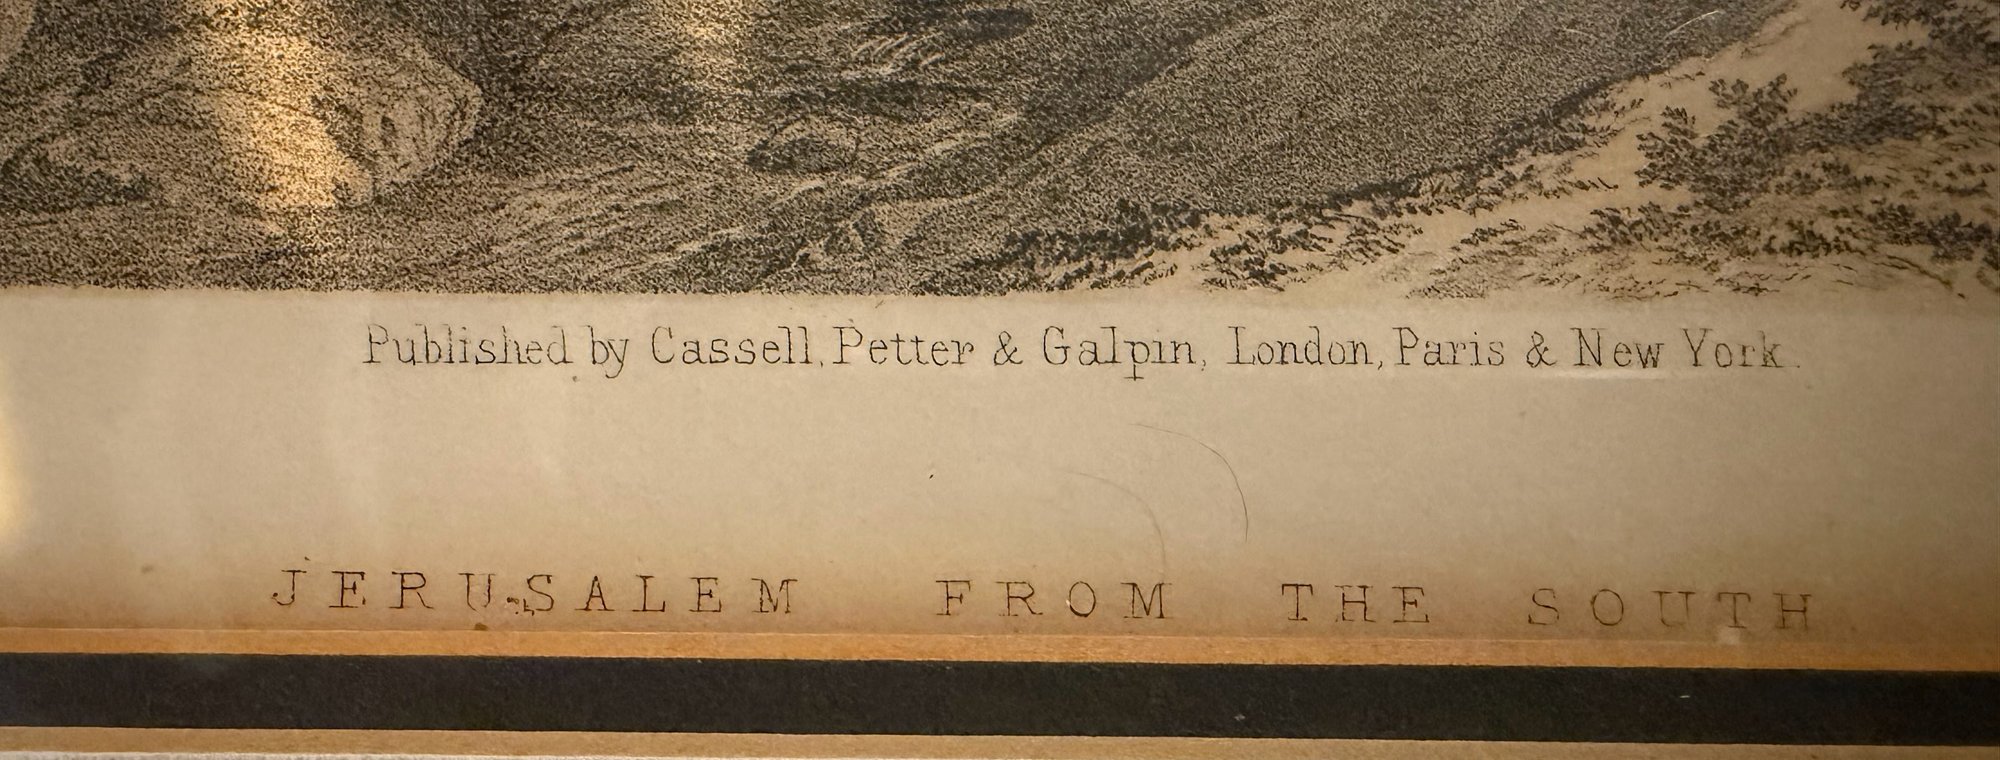 Published by Cassell, Petter & Galpin, London, Paris & New York.
JERUSALEM FROM THE SOUTH